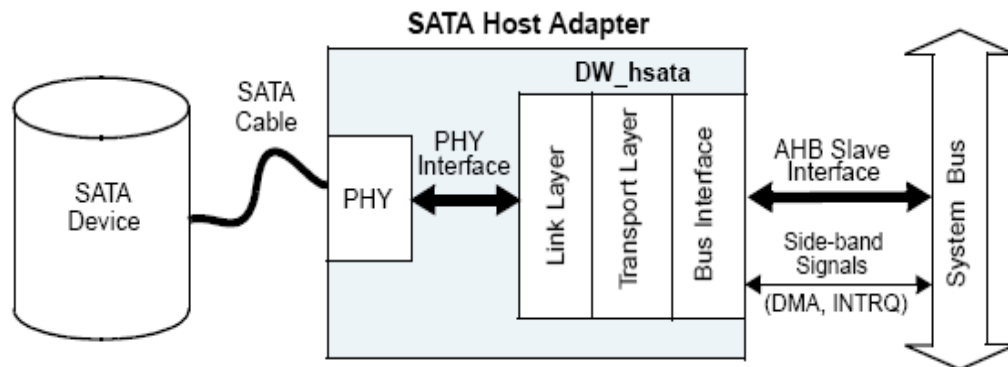 SATA Host Adapter
DW_hsata
SATA
Cable
SATA
Device
PHY
PHY
Interface
Link Layer
Transport Layer
Bus Interface
AHB Slave
Interface
Side-band
Signals
(DMA, INTRQ)
System Bus